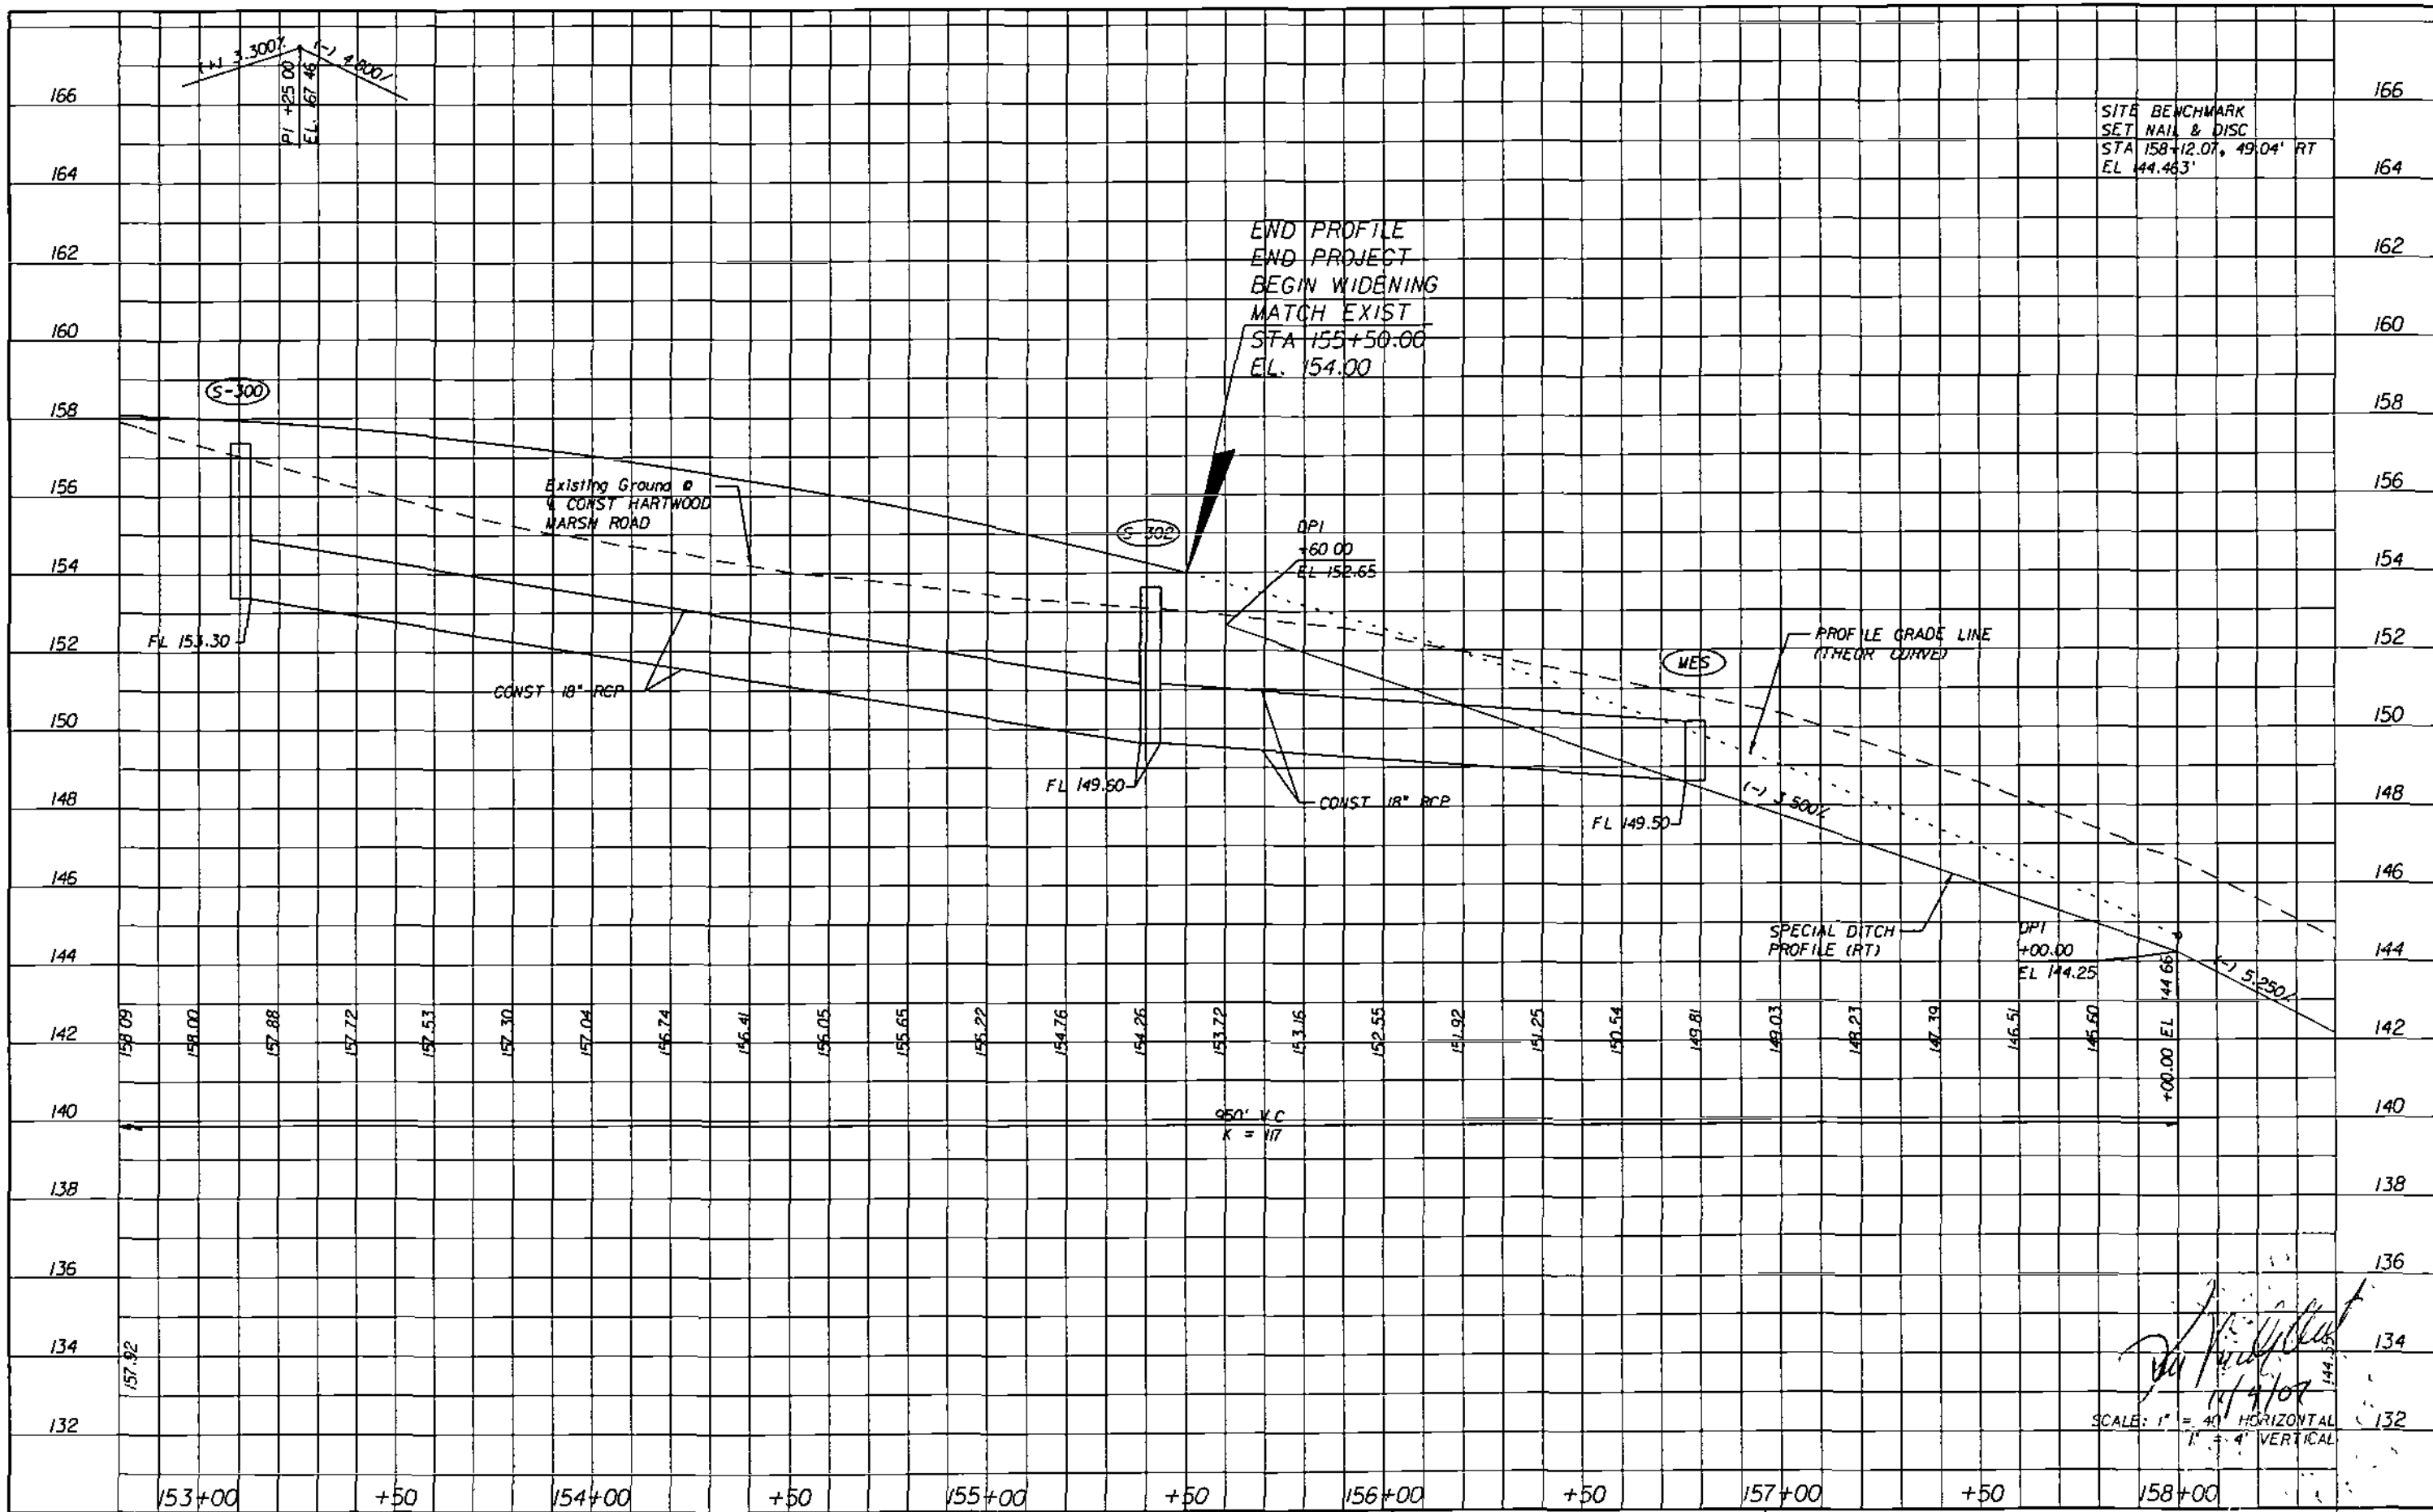 (+) 3.300%
(-) 4.800/
PI +25 00
EL. 167 46
166
164
162
160
158
156
154
152
150
148
146
144
142
140
138
136
134
132
166
164
162
160
158
156
154
152
150
148
146
144
142
140
138
136
134
132
SITE BENCHMARK
SET NAIL & DISC
STA 158+12.07, 49.04' RT
EL 144.463'
END PROFILE
END PROJECT
BEGIN WIDENING
MATCH EXIST
STA 155+50.00
EL. 154.00
S-300
Existing Ground @
℄ CONST HARTWOOD
MARSH ROAD
S-302
DPI
+60 00
EL 152.65
FL 153.30
CONST 18" RCP
MES
PROFILE GRADE LINE
(THEOR CURVE)
FL 149.60
CONST 18" RCP
FL 149.50
(-) 3 500/
SPECIAL DITCH
PROFILE (RT)
DPI
+00.00
EL 144.25
(-) 5.250/
+00.00 EL 144 66
158 09
158.00
157.88
157.72
157.53
157.30
157.04
156.74
156.41
156.05
155.65
155.22
154.76
154.26
153.72
153.16
152.55
151.92
151.25
150.54
149.81
149.03
148.23
147.39
146.51
145.60
950' V.C
K = 117
157.92
11/9/07
SCALE: 1" = 40' HORIZONTAL
1" = 4' VERTICAL
153+00
+50
154+00
+50
155+00
+50
156+00
+50
157+00
+50
158+00